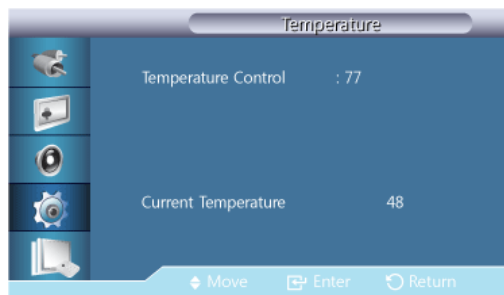 Temperature
Temperature Control : 77
Current Temperature 48
Move Enter Return